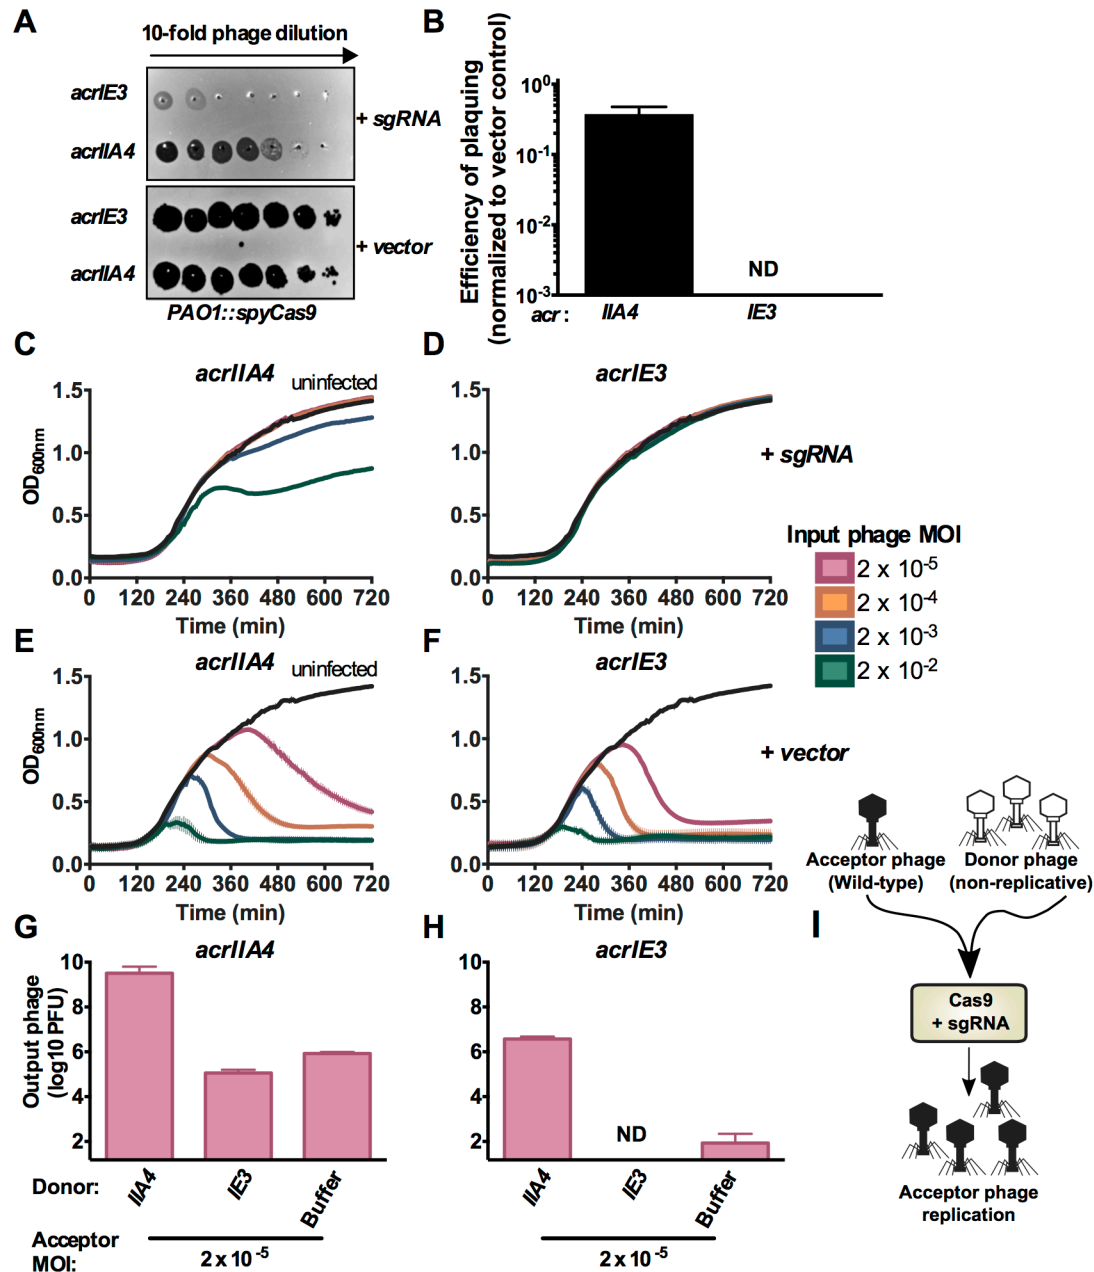 A
10-fold phage dilution
acrIE3
acrIIA4
+ sgRNA
acrIE3
acrIIA4
+ vector
PAO1::spyCas9
B
Efficiency of plaquing
(normalized to vector control)
10⁰
10⁻¹
10⁻²
10⁻³
ND
acr :
IIA4
IE3
C
acrIIA4
uninfected
OD600nm
1.5
1.0
0.5
0.0
0 120 240 360 480 600 720
Time (min)
D
acrIE3
1.5
1.0
0.5
0.0
0 120 240 360 480 600 720
Time (min)
+ sgRNA
Input phage MOI
2 x 10⁻⁵
2 x 10⁻⁴
2 x 10⁻³
2 x 10⁻²
E
acrIIA4
uninfected
OD600nm
1.5
1.0
0.5
0.0
0 120 240 360 480 600 720
Time (min)
F
acrIE3
1.5
1.0
0.5
0.0
0 120 240 360 480 600 720
Time (min)
+ vector
G
acrIIA4
Output phage
(log10 PFU)
10
8
6
4
2
Donor:
IIA4
IE3
Buffer
Acceptor
MOI:
2 x 10⁻⁵
H
acrIE3
10
8
6
4
2
ND
IIA4
IE3
Buffer
2 x 10⁻⁵
I
Acceptor phage
(Wild-type)
Donor phage
(non-replicative)
Cas9
+ sgRNA
Acceptor phage
replication